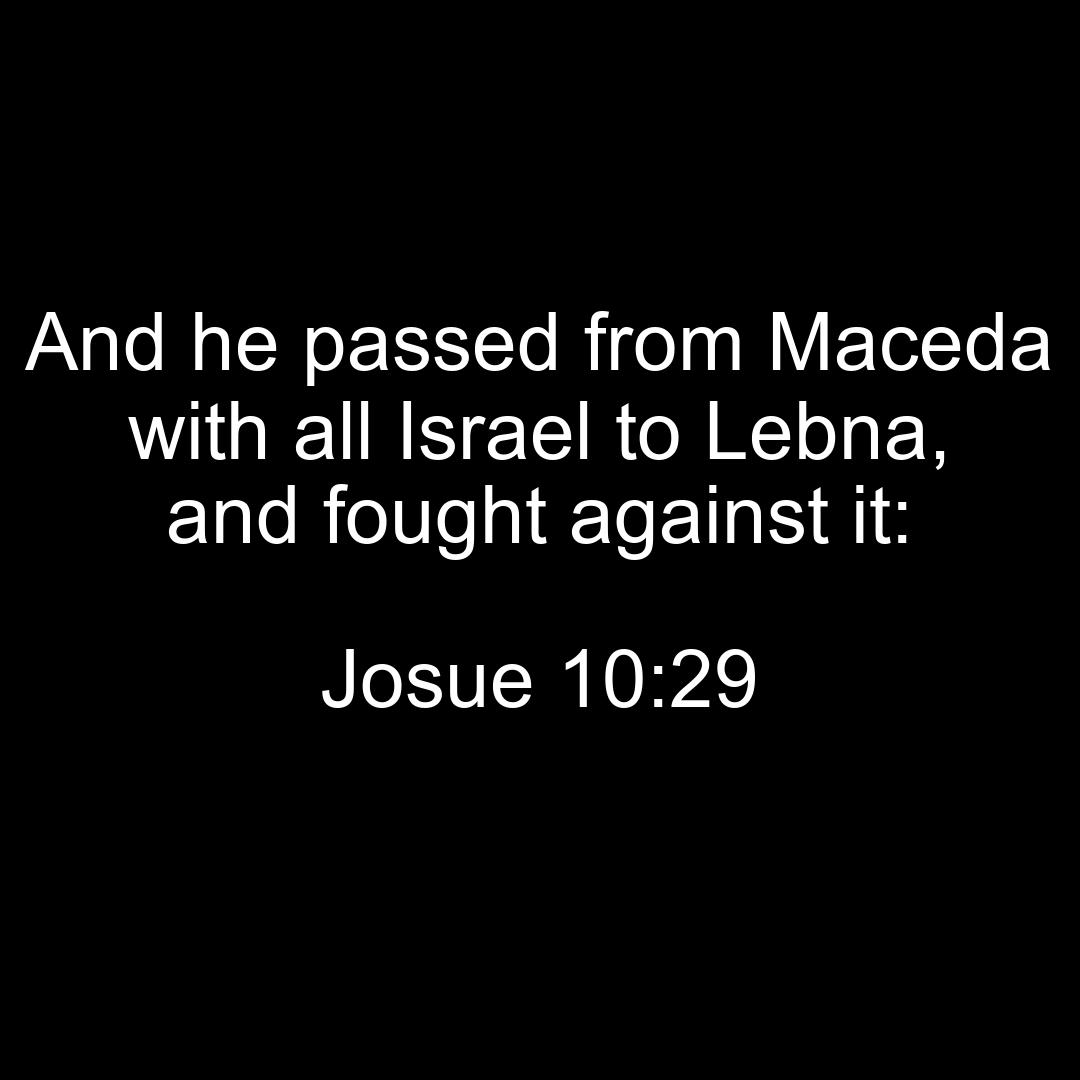 And he passed from Maceda
with all Israel to Lebna,
and fought against it:
Josue 10:29